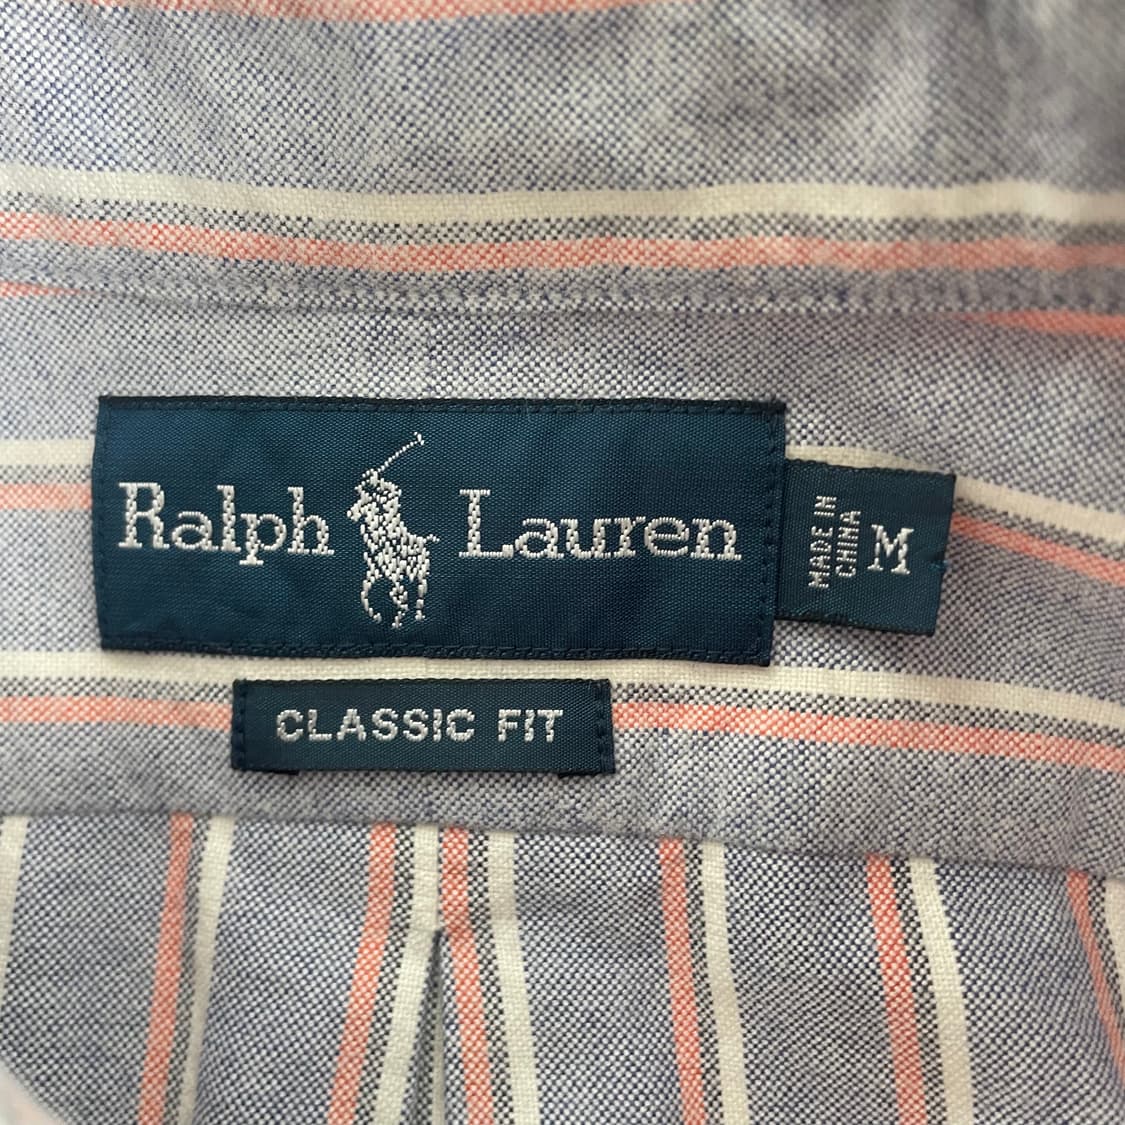 Ralph Lauren
MADE IN
CHINA
M
CLASSIC FIT